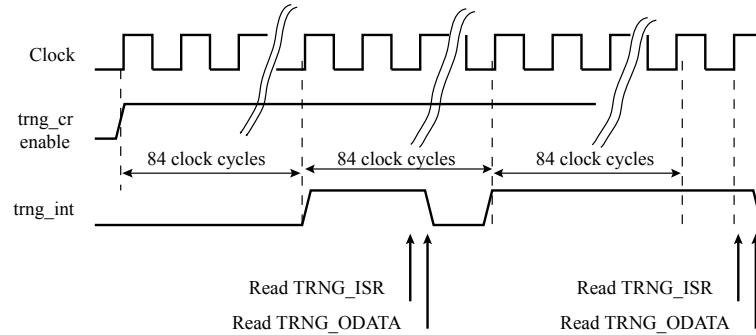 Clock
trng_cr
enable
84 clock cycles
84 clock cycles
84 clock cycles
trng_int
Read TRNG_ISR
Read TRNG_ISR
Read TRNG_ODATA
Read TRNG_ODATA